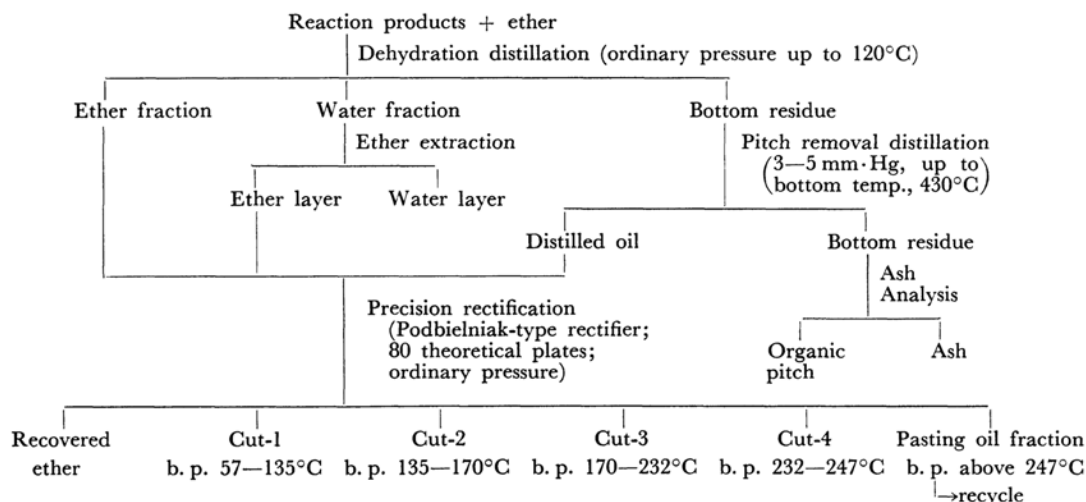 Reaction products + ether
Dehydration distillation (ordinary pressure up to 120°C)
Ether fraction
Water fraction
Bottom residue
Ether extraction
Pitch removal distillation
(3—5 mm·Hg, up to
bottom temp., 430°C)
Ether layer
Water layer
Distilled oil
Bottom residue
Ash
Analysis
Precision rectification
(Podbielniak-type rectifier;
80 theoretical plates;
ordinary pressure)
Organic
pitch
Ash
Recovered
ether
Cut-1
b. p. 57—135°C
Cut-2
b. p. 135—170°C
Cut-3
b. p. 170—232°C
Cut-4
b. p. 232—247°C
Pasting oil fraction
b. p. above 247°C
→recycle